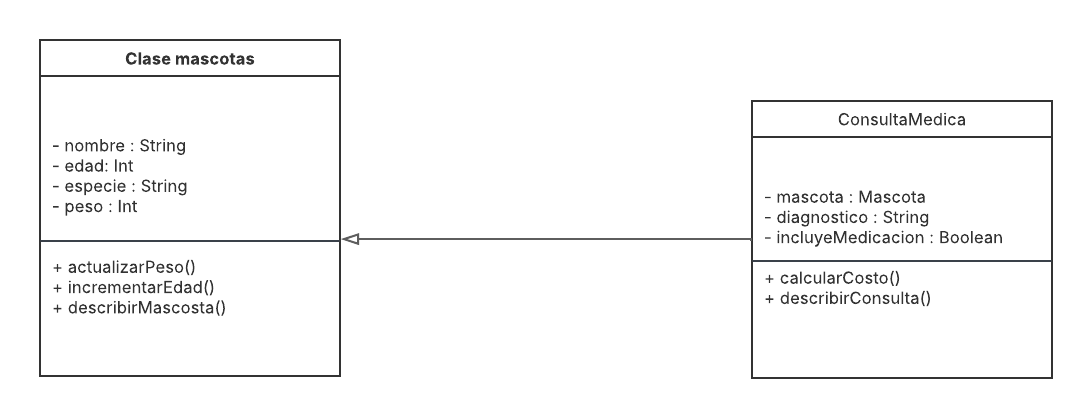 Clase mascotas
- nombre : String
- edad: Int
- especie : String
- peso : Int
+ actualizarPeso()
+ incrementarEdad()
+ describirMascosta()
ConsultaMedica
- mascota : Mascota
- diagnostico : String
- incluyeMedicacion : Boolean
+ calcularCosto()
+ describirConsulta()